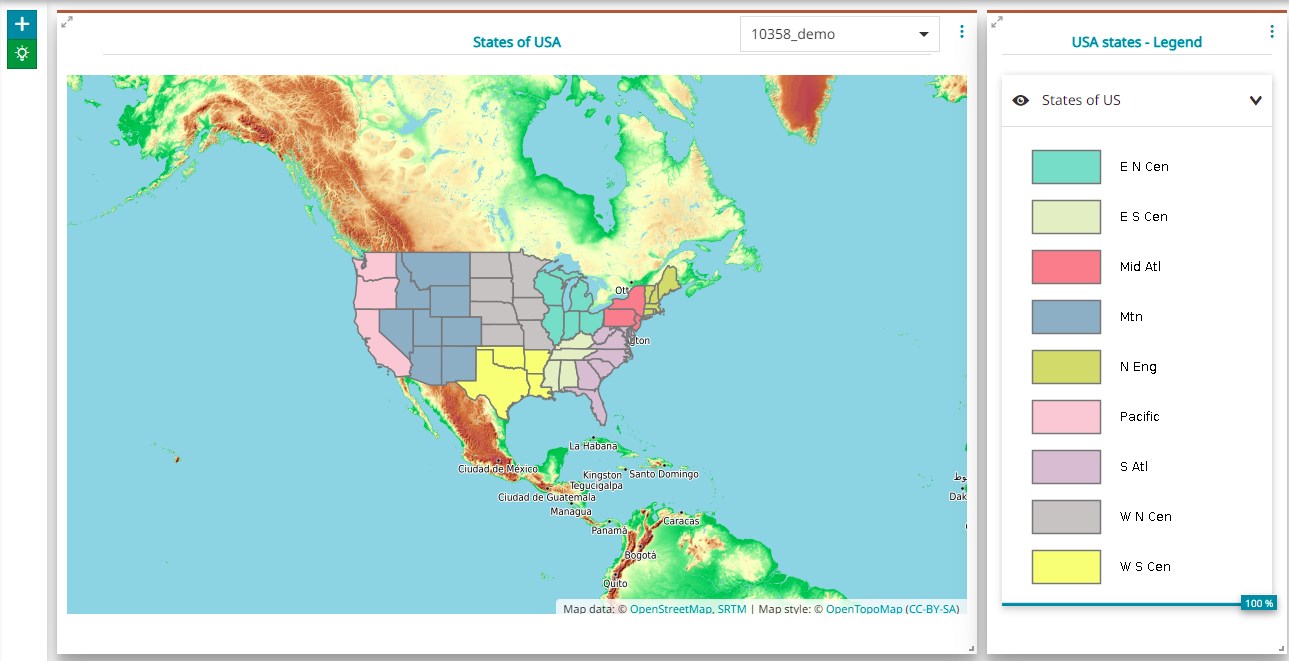 States of USA
10358_demo
USA states - Legend
States of US
E N Cen
E S Cen
Mid Atl
Mtn
N Eng
Pacific
S Atl
W N Cen
W S Cen
100 %
Ott
gton
La Habana
Ciudad de México
Kingston
Santo Domingo
Tegucigalpa
Ciudad de Guatemala
Managua
Panamá
Caracas
Bogotá
Quito
Dak
Map data: © OpenStreetMap, SRTM | Map style: © OpenTopoMap (CC-BY-SA)